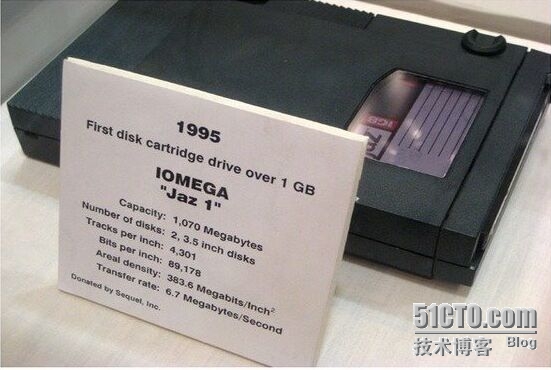 1995
First disk cartridge drive over 1 GB
IOMEGA
"Jaz 1"
Capacity: 1,070 Megabytes
Number of disks: 2, 3.5 inch disks
Tracks per inch: 4,301
Bits per inch: 89,178
Areal density: 383.6 Megabits/Inch²
Transfer rate: 6.7 Megabytes/Second
Donated by Sequel, Inc.
1GB
51CTO.com
技术博客 Blog